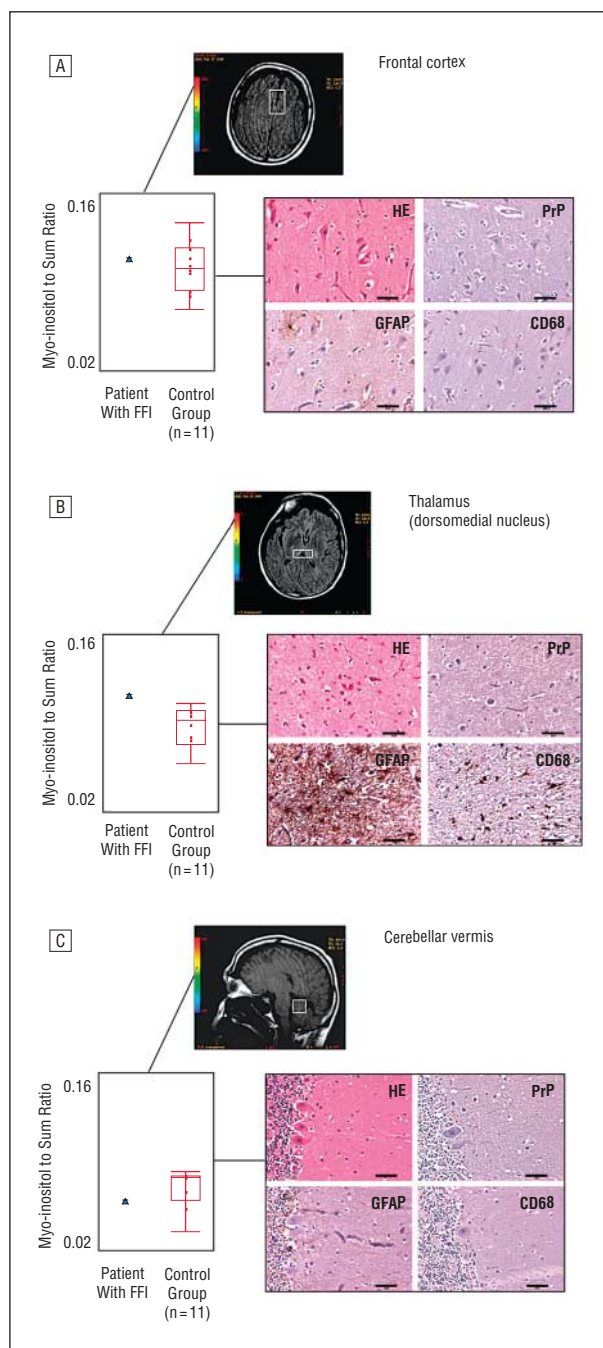 A
Frontal cortex
0.16
Myo-inositol to Sum Ratio
0.02
Patient
With FFI
Control
Group
(n=11)
HE
PrP
GFAP
CD68
B
Thalamus
(dorsomedial nucleus)
0.16
Myo-inositol to Sum Ratio
0.02
Patient
With FFI
Control
Group
(n=11)
HE
PrP
GFAP
CD68
C
Cerebellar vermis
0.16
Myo-inositol to Sum Ratio
0.02
Patient
With FFI
Control
Group
(n=11)
HE
PrP
GFAP
CD68